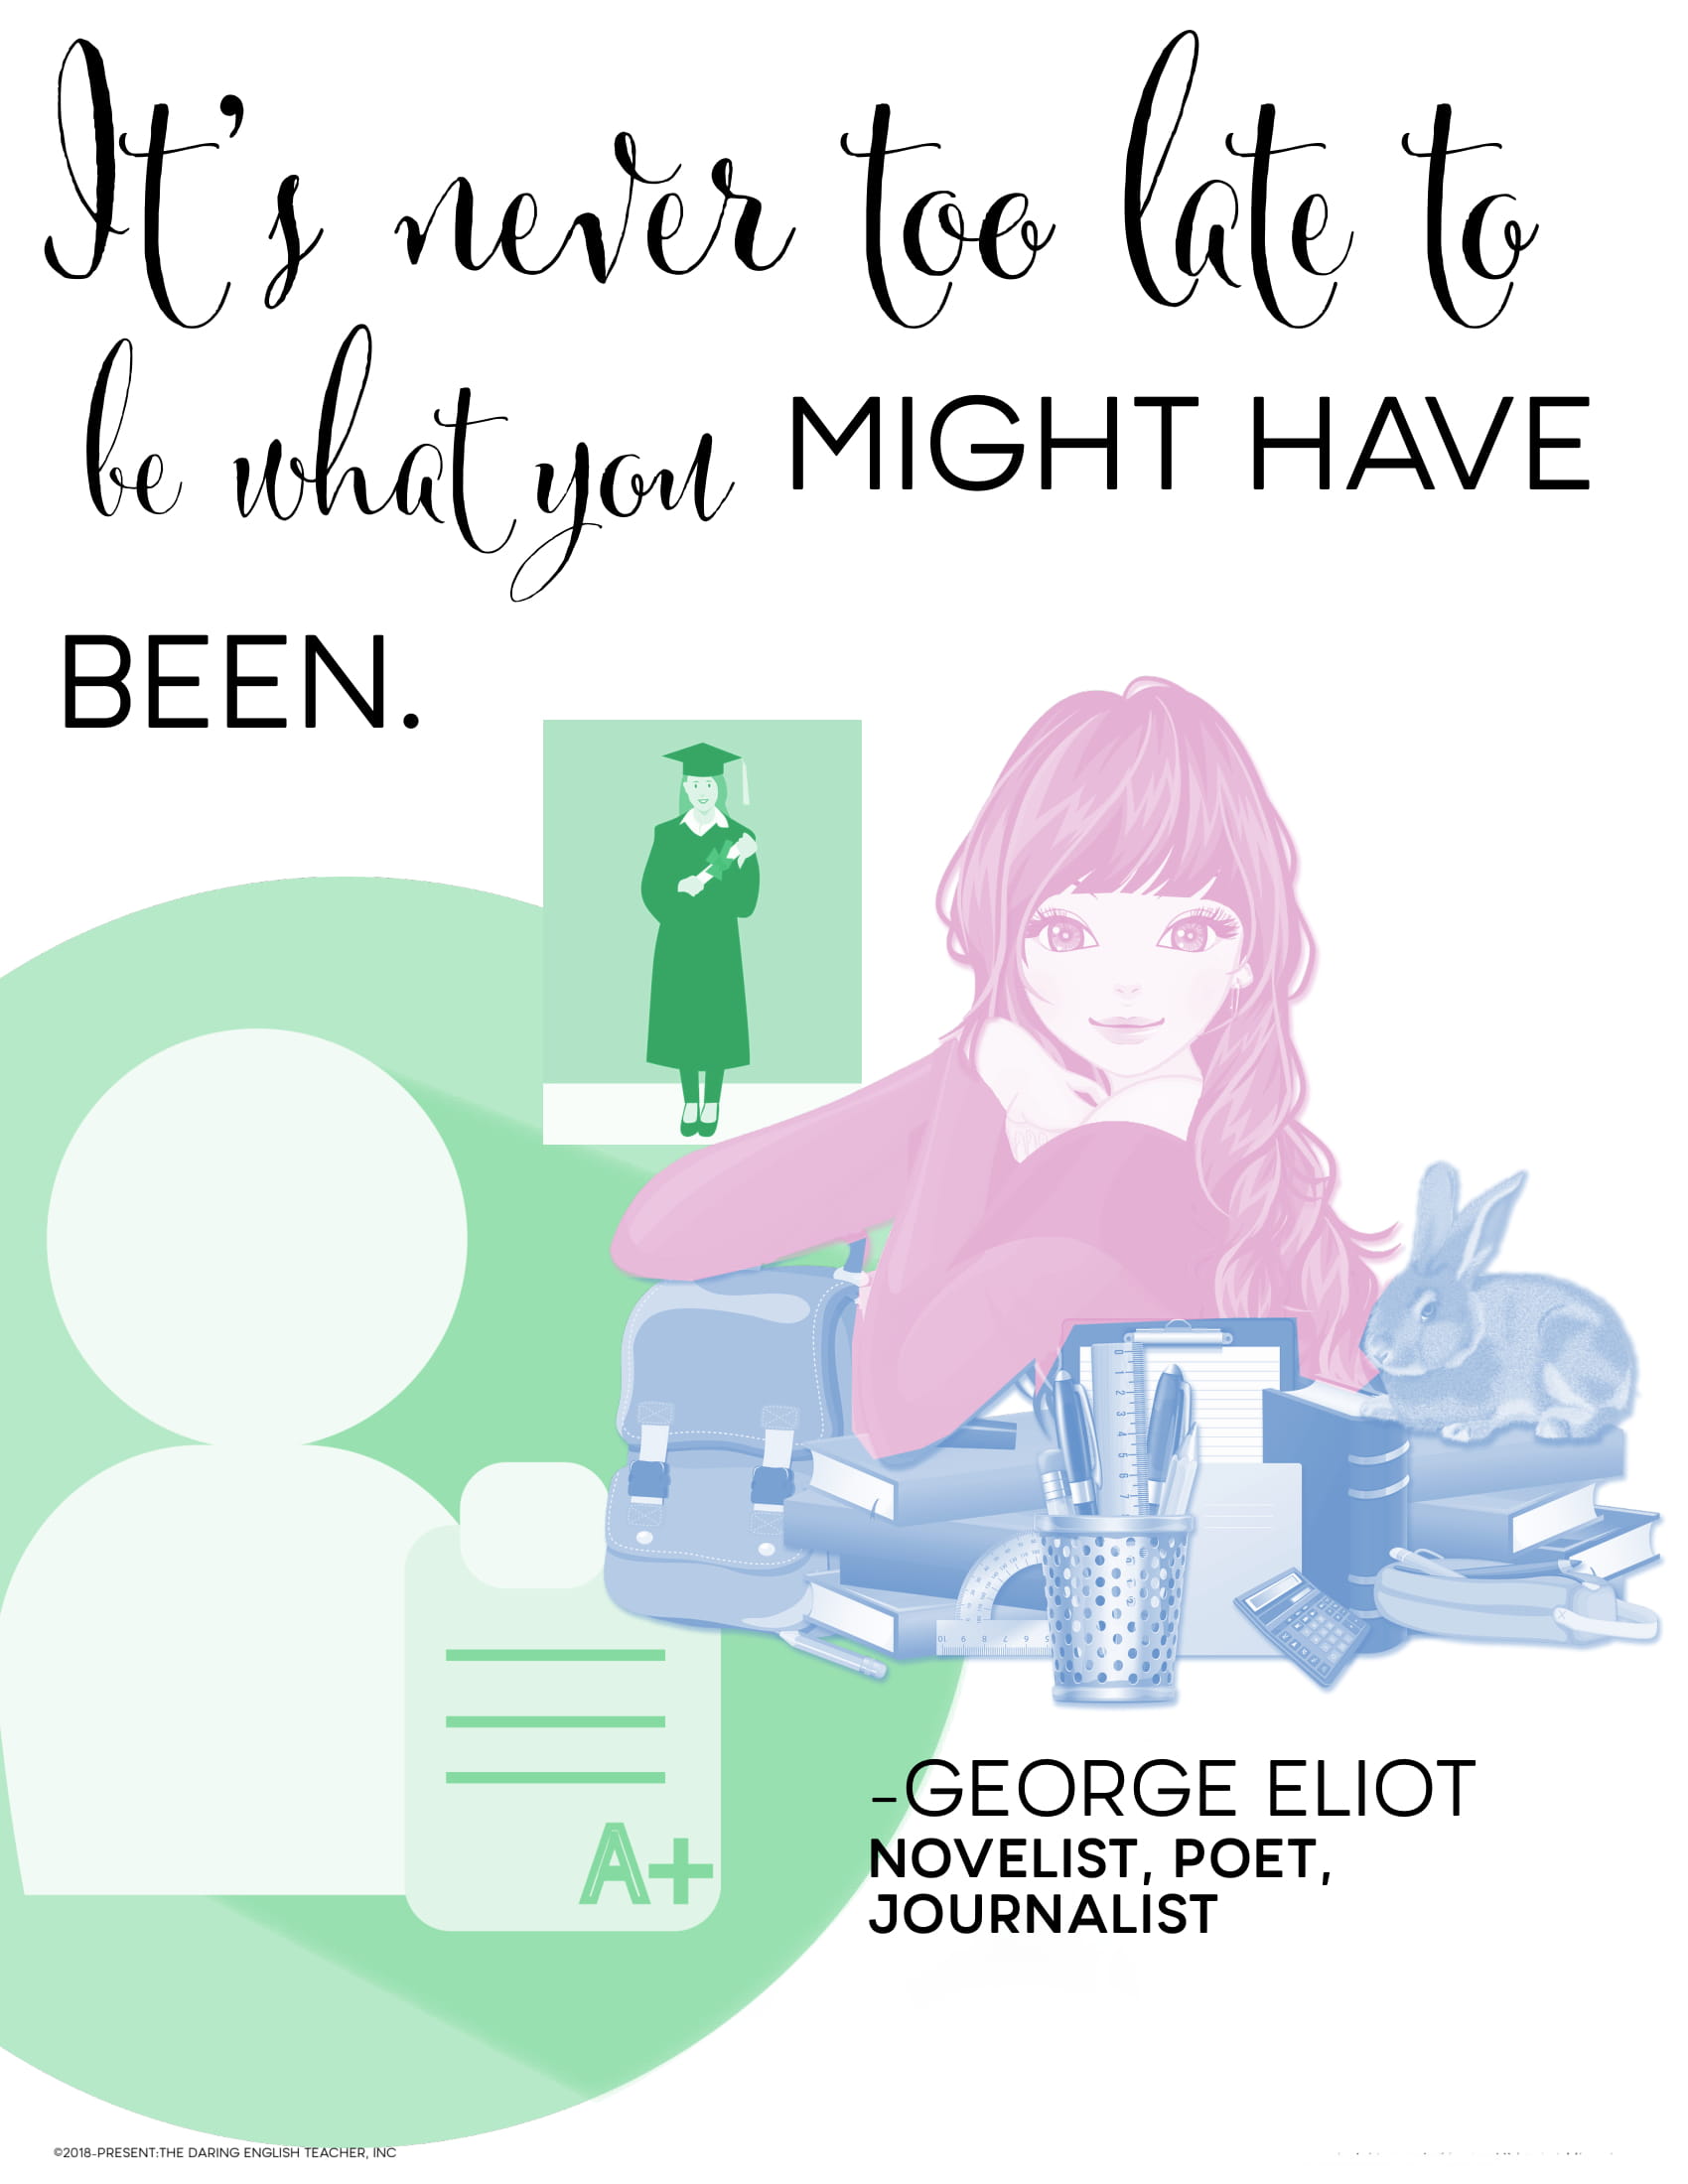 It's never too late to
be what you MIGHT HAVE
BEEN.
A+
-GEORGE ELIOT
NOVELIST, POET,
JOURNALIST
©2018-PRESENT:THE DARING ENGLISH TEACHER, INC